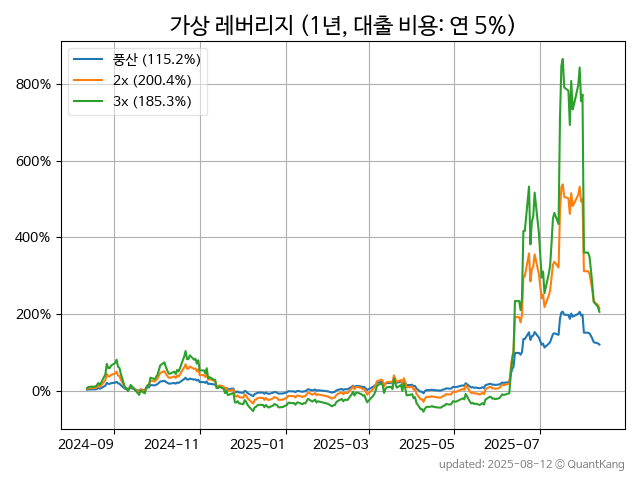 가상 레버리지 (1년, 대출 비용: 연 5%)
풍산 (115.2%)
2x (200.4%)
3x (185.3%)
800%
600%
400%
200%
0%
2024-09 2024-11 2025-01 2025-03 2025-05 2025-07
updated: 2025-08-12 © QuantKang